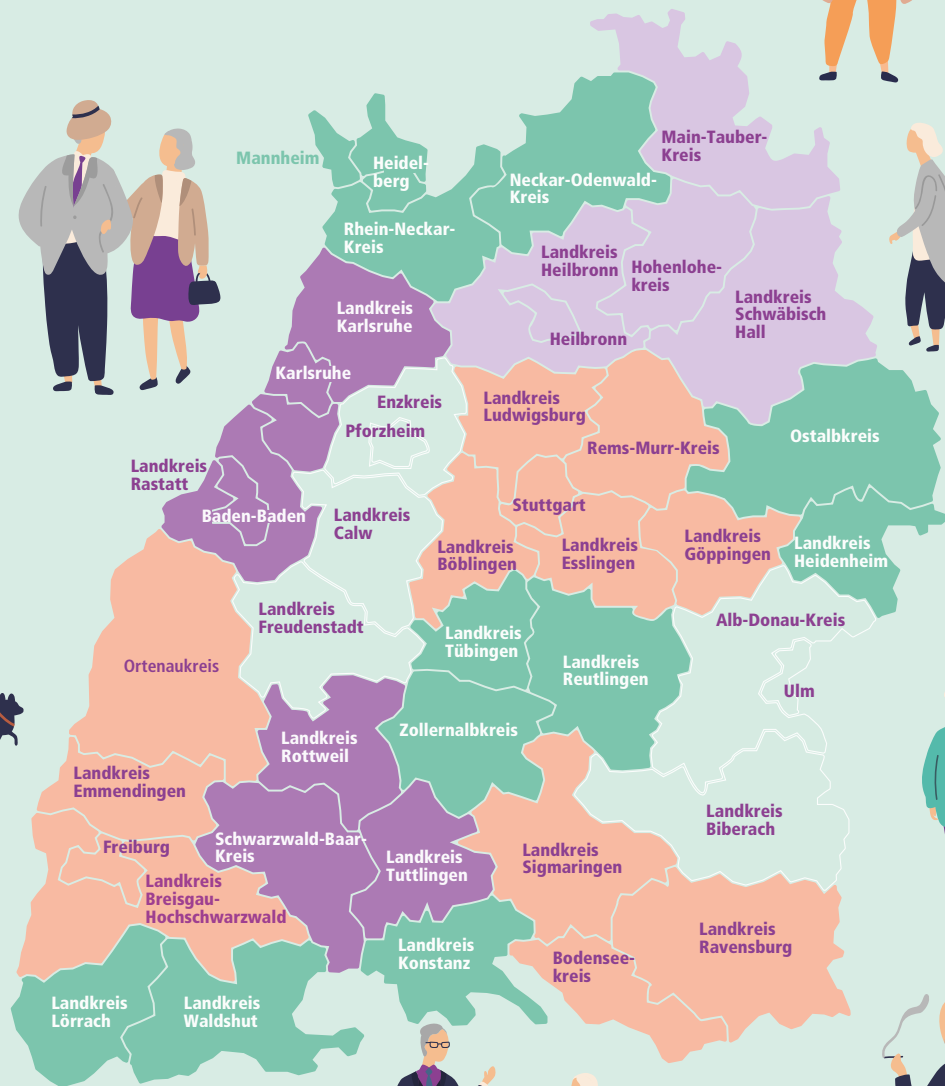 Main-Tauber-
Kreis
Mannheim
Heidel-
berg
Neckar-Odenwald-
Kreis
Rhein-Neckar-
Kreis
Landkreis
Heilbronn
Hohenlohe-
kreis
Landkreis
Schwäbisch
Hall
Landkreis
Karlsruhe
Heilbronn
Karlsruhe
Enzkreis
Landkreis
Ludwigsburg
Pforzheim
Rems-Murr-Kreis
Ostalbkreis
Landkreis
Rastatt
Baden-Baden
Landkreis
Calw
Stuttgart
Landkreis
Böblingen
Landkreis
Esslingen
Landkreis
Göppingen
Landkreis
Heidenheim
Landkreis
Freudenstadt
Alb-Donau-Kreis
Landkreis
Tübingen
Landkreis
Reutlingen
Ortenaukreis
Ulm
Zollernalbkreis
Landkreis
Rottweil
Landkreis
Emmendingen
Landkreis
Biberach
Freiburg
Schwarzwald-Baar-
Kreis
Landkreis
Tuttlingen
Landkreis
Sigmaringen
Landkreis
Breisgau-
Hochschwarzwald
Landkreis
Konstanz
Landkreis
Ravensburg
Bodensee-
kreis
Landkreis
Lörrach
Landkreis
Waldshut